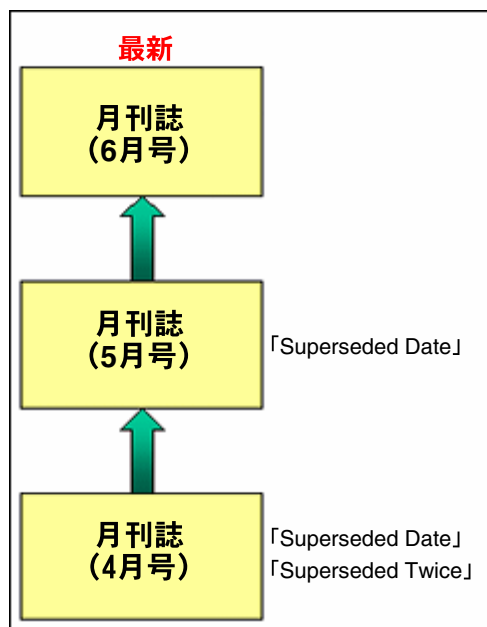 最新
月刊誌
（6月号）
月刊誌
（5月号）
「Superseded Date」
月刊誌
（4月号）
「Superseded Date」
「Superseded Twice」